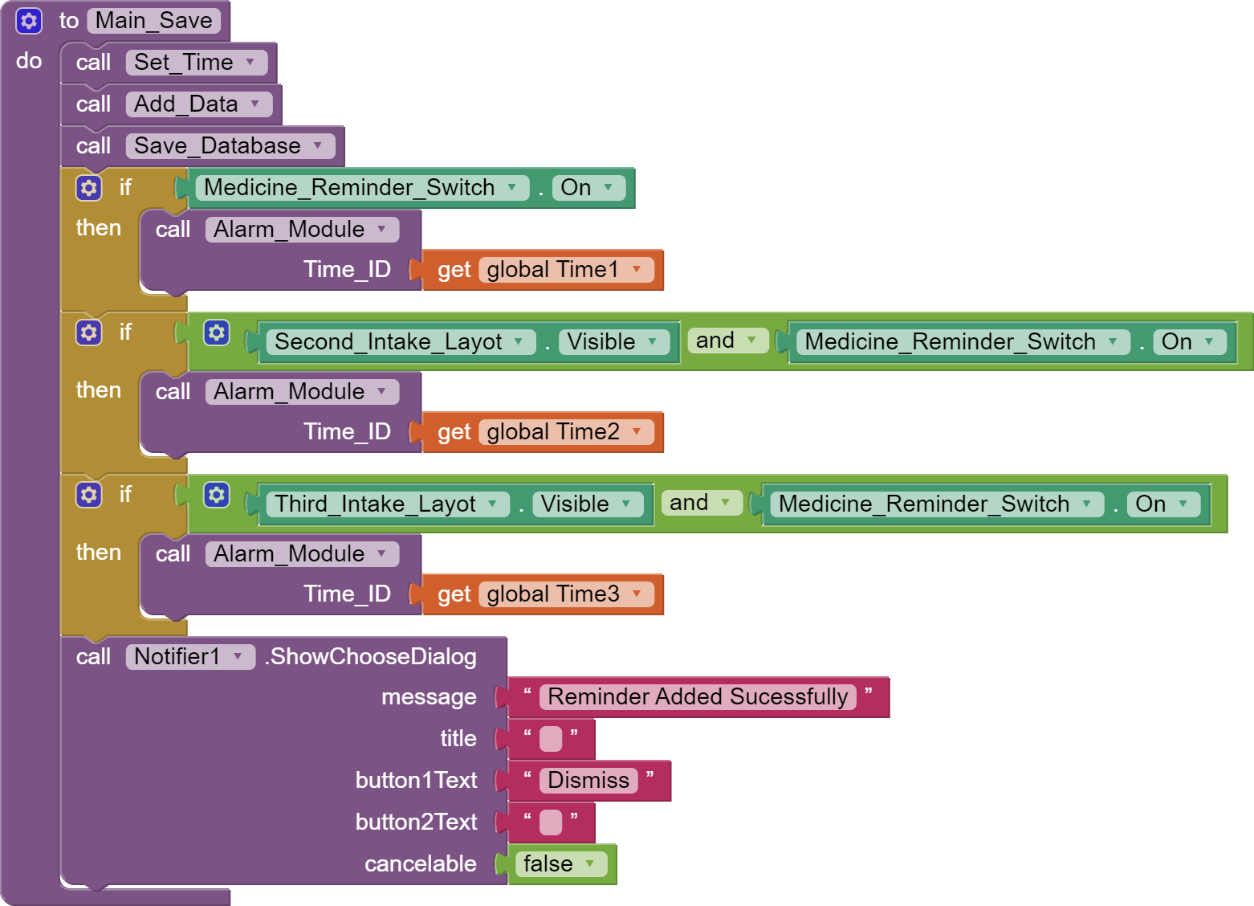 to Main_Save
do call Set_Time
call Add_Data
call Save_Database
if Medicine_Reminder_Switch . On
then call Alarm_Module
Time_ID get global Time1
if Second_Intake_Layot . Visible and Medicine_Reminder_Switch . On
then call Alarm_Module
Time_ID get global Time2
if Third_Intake_Layot . Visible and Medicine_Reminder_Switch . On
then call Alarm_Module
Time_ID get global Time3
call Notifier1 .ShowChooseDialog
message “ Reminder Added Sucessfully ”
title “ ”
button1Text “ Dismiss ”
button2Text “ ”
cancelable false